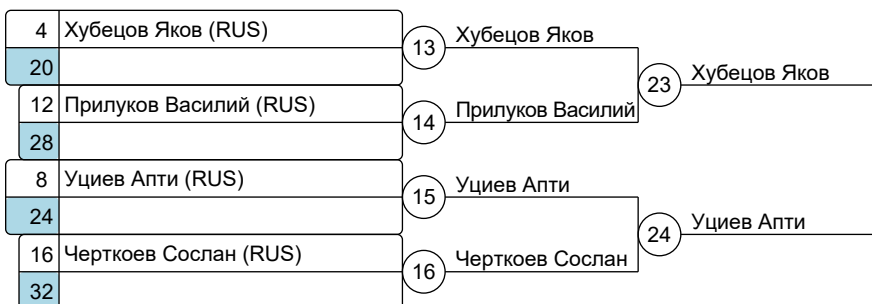 4 Хубецов Яков (RUS)
20
13 Хубецов Яков
12 Прилуков Василий (RUS)
28
14 Прилуков Василий
23 Хубецов Яков
8 Уциев Апти (RUS)
24
15 Уциев Апти
16 Черткоев Сослан (RUS)
32
16 Черткоев Сослан
24 Уциев Апти